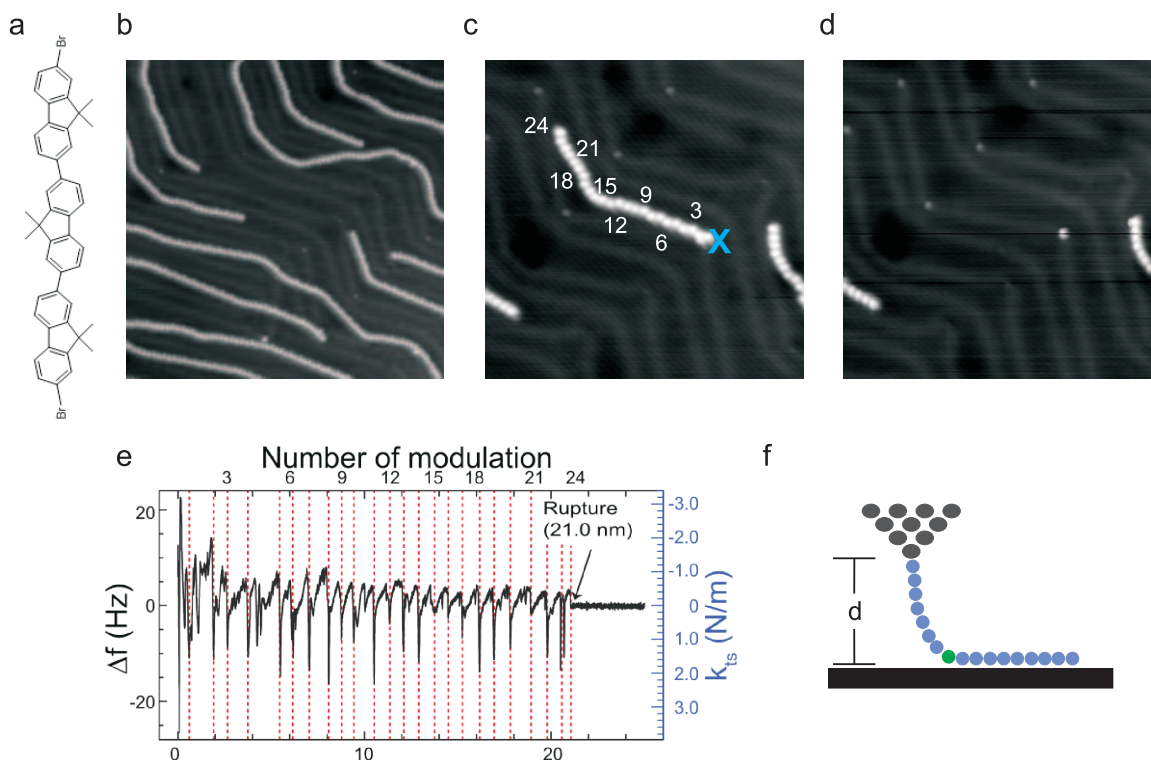 a
b
c
d
Br
Br
24
21
18
15
9
3
12
6
X
e
f
Number of modulation
3 6 9 12 15 18 21 24
20
0
-20
Δf (Hz)
Rupture
(21.0 nm)
-3.0
-2.0
-1.0
0
1.0
2.0
3.0
k_ts (N/m)
0 10 20
d